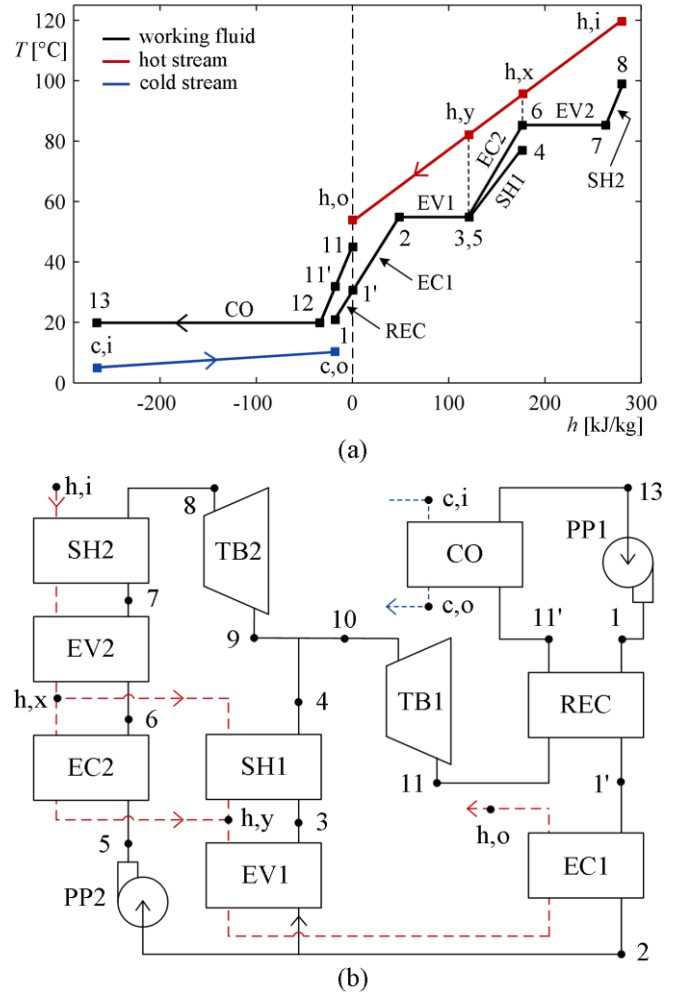 T [°C]
120
100
80
60
40
20
0
working fluid
hot stream
cold stream
h,i
8
h,x
6
EV2
7
SH2
h,y
EC2
4
SH1
EV1
3,5
h,o
2
11
11'
1'
EC1
12
1
REC
13
CO
c,i
c,o
-200
-100
0
100
200
300
h [kJ/kg]
(a)
h,i
8
c,i
13
SH2
TB2
CO
PP1
7
c,o
11'
1
9
10
EV2
h,x
4
TB1
REC
6
EC2
SH1
11
1'
h,y
3
h,o
5
PP2
EV1
EC1
2
(b)